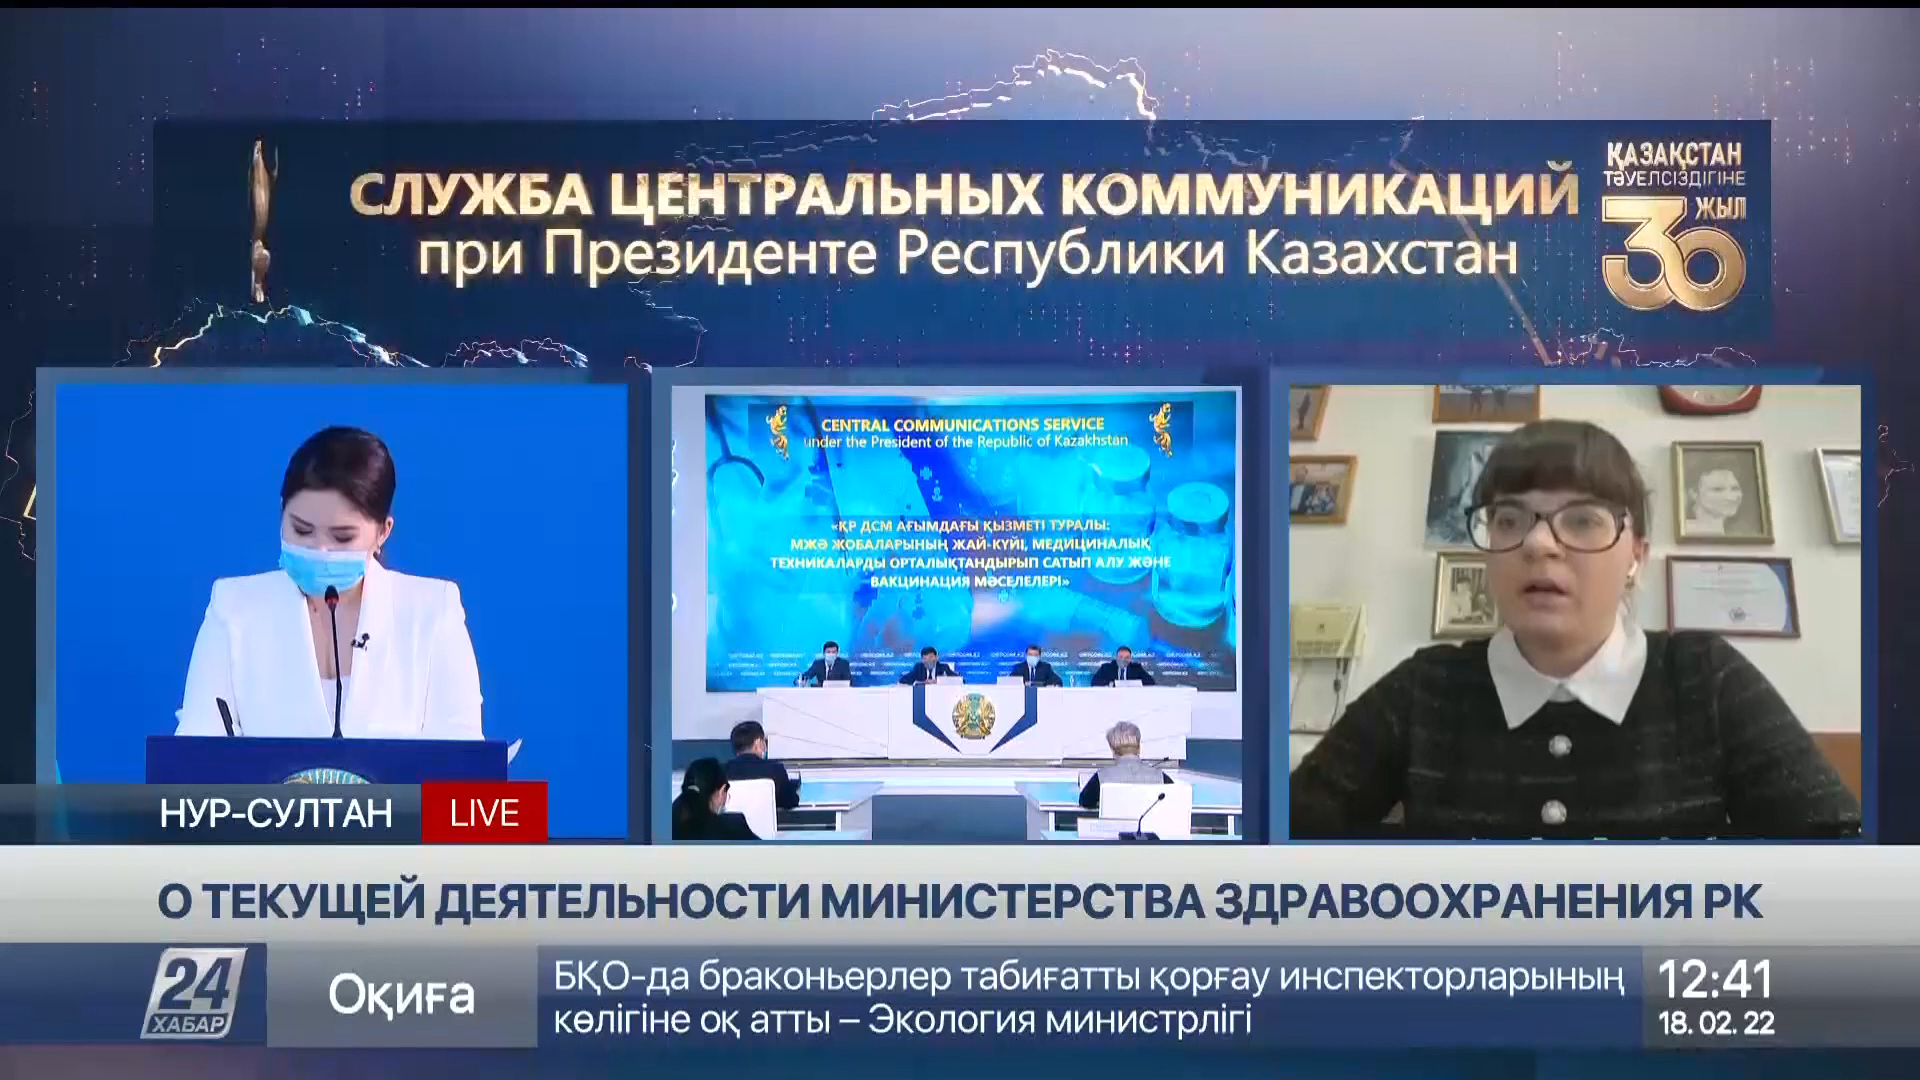 СЛУЖБА ЦЕНТРАЛЬНЫХ КОММУНИКАЦИЙ
при Президенте Республики Казахстан
ҚАЗАҚСТАН
ТӘУЕЛСІЗДІГІНЕ
30 ЖЫЛ
CENTRAL COMMUNICATIONS SERVICE
under the President of the Republic of Kazakhstan
«ҚР ДСМ АҒЫМДАҒЫ ҚЫЗМЕТІ ТУРАЛЫ:
МЖӘ ЖОБАЛАРЫНЫҢ ЖАЙ-КҮЙІ, МЕДИЦИНАЛЫҚ
ТЕХНИКАЛАРДЫ ОРТАЛЫҚТАНДЫРЫП САТЫП АЛУ ЖӘНЕ
ВАКЦИНАЦИЯ МӘСЕЛЕЛЕРІ»
НУР-СУЛТАН LIVE
О ТЕКУЩЕЙ ДЕЯТЕЛЬНОСТИ МИНИСТЕРСТВА ЗДРАВООХРАНЕНИЯ РК
24
ХАБАР
Оқиға
БҚО-да браконьерлер табиғатты қорғау инспекторларының
көлігіне оқ атты – Экология министрлігі
12:41
18. 02. 22